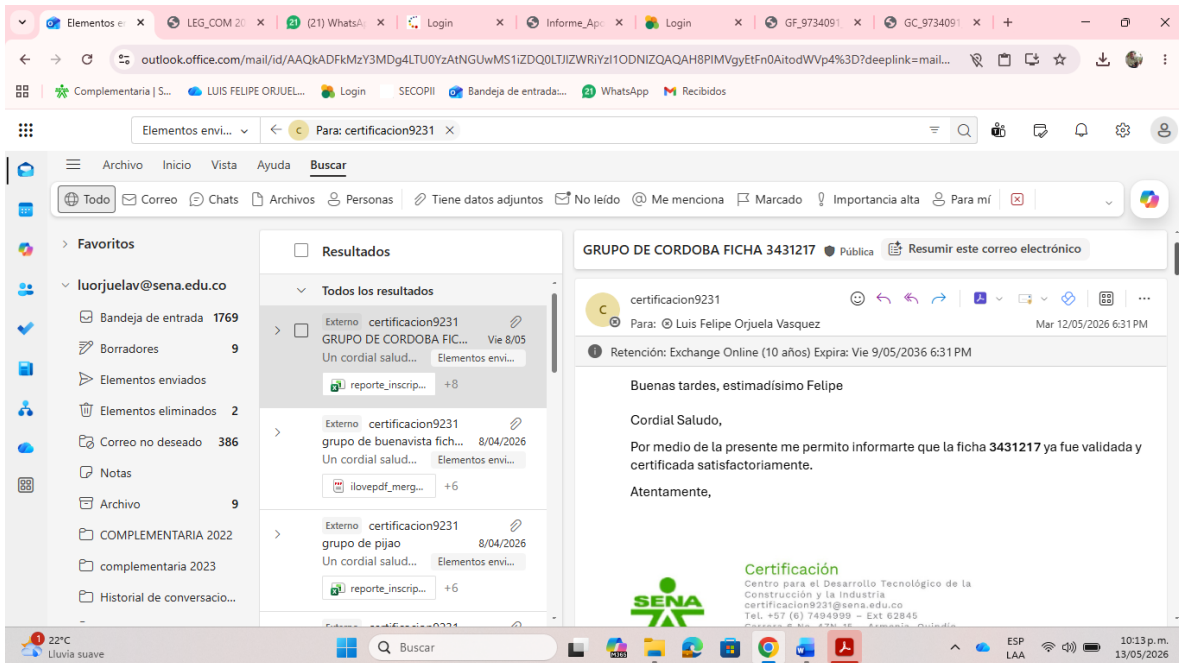 Elementos e
LEG_COM 20
(21) WhatsA
Login
Informe_Apo
Login
GF_9734091
GC_9734091
outlook.office.com/mail/id/AAQkADFkMzY3MDg4LTU0YzAtNGUwMS1iZDQ0LTJIZWRiYzI1ODNIZQAQAH8PIMVgyEtFn0AitodWVp4%3D?deeplink=mail...
Complementaria | S...
LUIS FELIPE ORJUEL...
Login
SECOPII
Bandeja de entrada:...
WhatsApp
Recibidos
Elementos envi...
C Para: certificacion9231
Archivo Inicio Vista Ayuda Buscar
Todo Correo Chats Archivos Personas Tiene datos adjuntos No leído Me menciona Marcado Importancia alta Para mí
Favoritos
luorjuelav@sena.edu.co
Bandeja de entrada 1769
Borradores 9
Elementos enviados
Elementos eliminados 2
Correo no deseado 386
Notas
Archivo 9
COMPLEMENTARIA 2022
complementaria 2023
Historial de conversacio...
Resultados
Todos los resultados
Externo certificacion9231
GRUPO DE CORDOBA FIC... Vie 8/05
Un cordial salud... Elementos envi...
reporte_inscrip... +8
Externo certificacion9231
grupo de buenavista fich... 8/04/2026
Un cordial salud... Elementos envi...
ilovepdf_merg... +6
Externo certificacion9231
grupo de pijao 8/04/2026
Un cordial salud... Elementos envi...
reporte_inscrip... +6
GRUPO DE CORDOBA FICHA 3431217 Pública Resumir este correo electrónico
C
certificacion9231
Para: Luis Felipe Orjuela Vasquez
Mar 12/05/2026 6:31 PM
Retención: Exchange Online (10 años) Expira: Vie 9/05/2036 6:31 PM
Buenas tardes, estimadísimo Felipe
Cordial Saludo,
Por medio de la presente me permito informarte que la ficha 3431217 ya fue validada y
certificada satisfactoriamente.
Atentamente,
SENA
Certificación
Centro para el Desarrollo Tecnológico de la
Construcción y la Industria
certificacion9231@sena.edu.co
Tel. +57 (6) 7494999 – Ext 62845
1
22°C
Lluvia suave
Buscar
M365
ESP
LAA
10:13 p.m.
13/05/2026